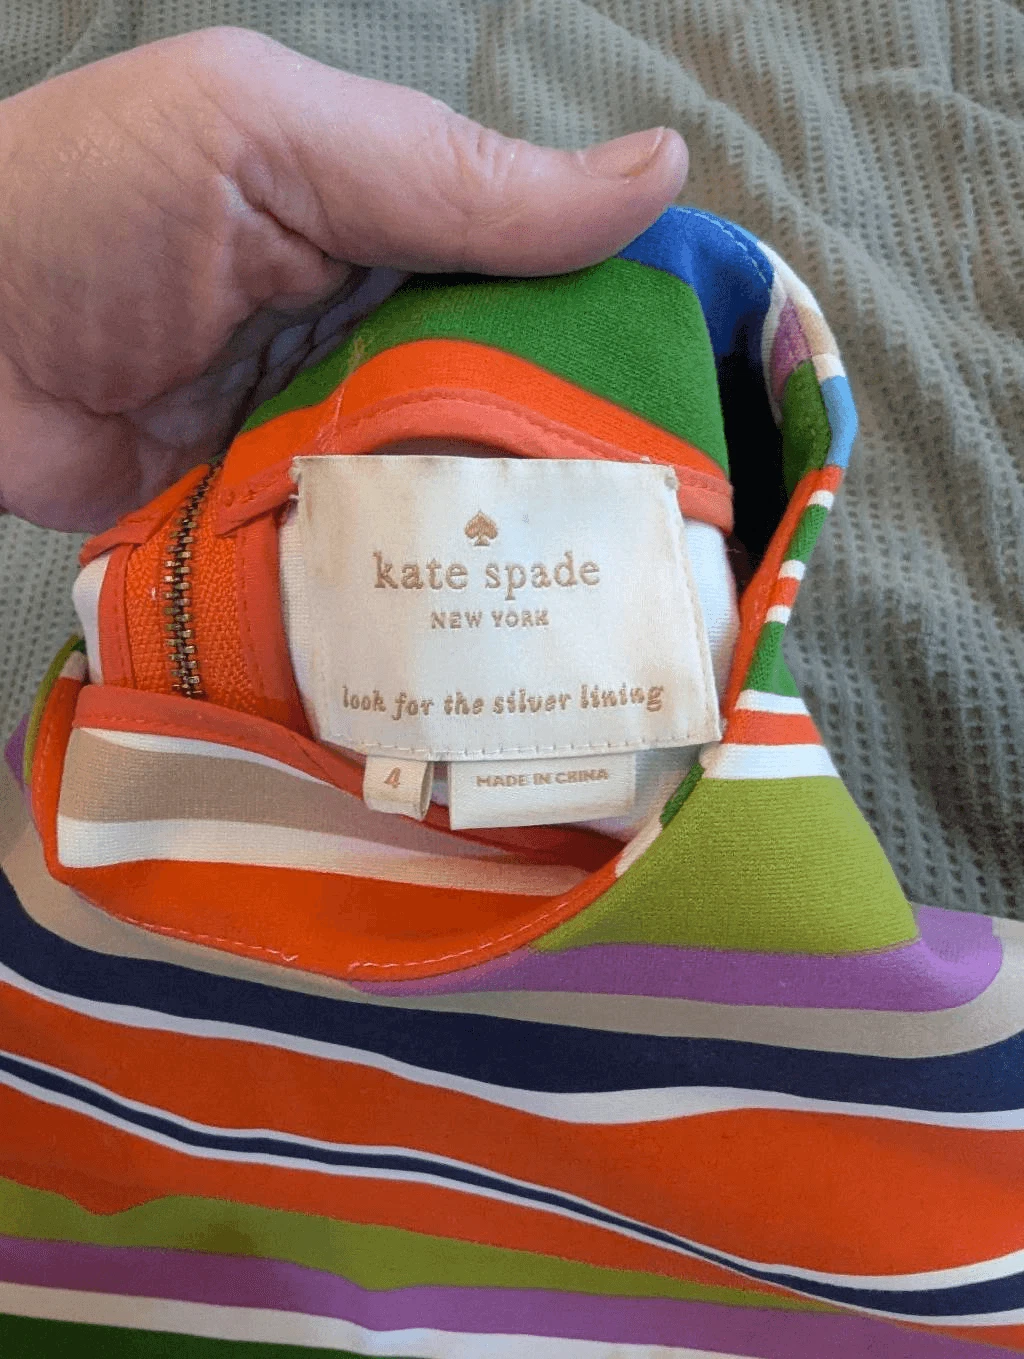 kate spade
NEW YORK
look for the silver lining
4
MADE IN CHINA